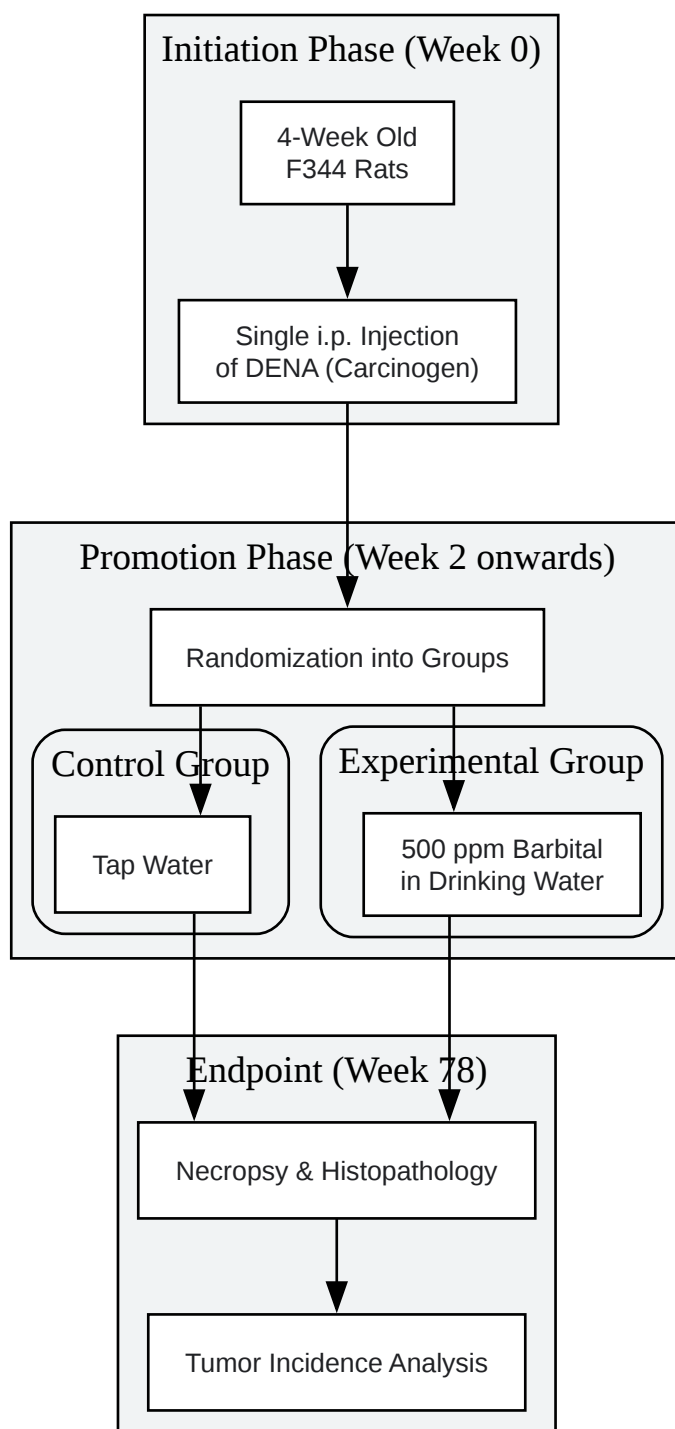 Initiation Phase (Week 0)
4-Week Old
F344 Rats
Single i.p. Injection
of DENA (Carcinogen)
Promotion Phase (Week 2 onwards)
Randomization into Groups
Control Group
Tap Water
Experimental Group
500 ppm Barbital
in Drinking Water
Endpoint (Week 78)
Necropsy & Histopathology
Tumor Incidence Analysis